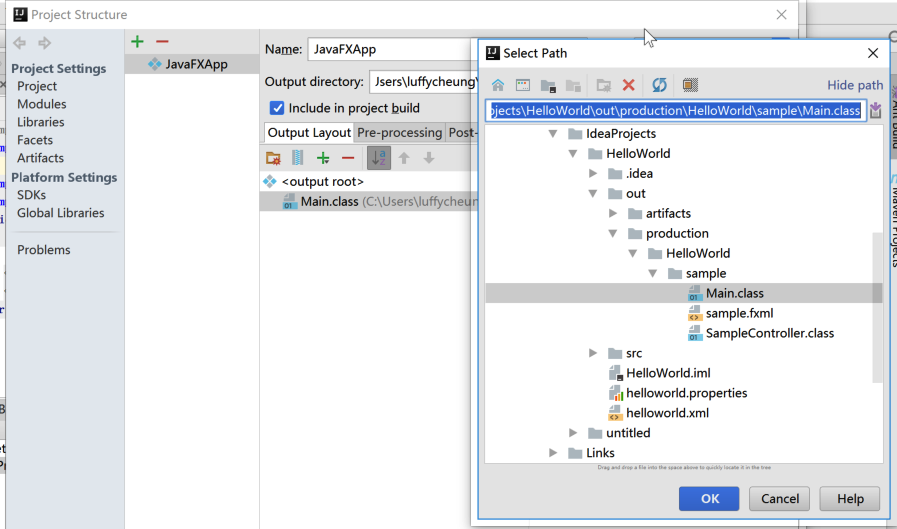 Project Structure
Project Settings
Project
Modules
Libraries
Facets
Artifacts
Platform Settings
SDKs
Global Libraries
Problems
JavaFXApp
Name: JavaFXApp
Output directory: Jsers\luffycheung\
Include in project build
Output Layout Pre-processing Post-
<output root>
Main.class (C:\Users\luffycheun
Select Path
Hide path
ojects\HelloWorld\out\production\HelloWorld\sample\Main.class
IdeaProjects
HelloWorld
.idea
out
artifacts
production
HelloWorld
sample
Main.class
sample.fxml
SampleController.class
src
HelloWorld.iml
helloworld.properties
helloworld.xml
untitled
Links
Drag and drop a file into the space above to quickly locate it in the tree
OK Cancel Help
Ant Build
Maven Projects